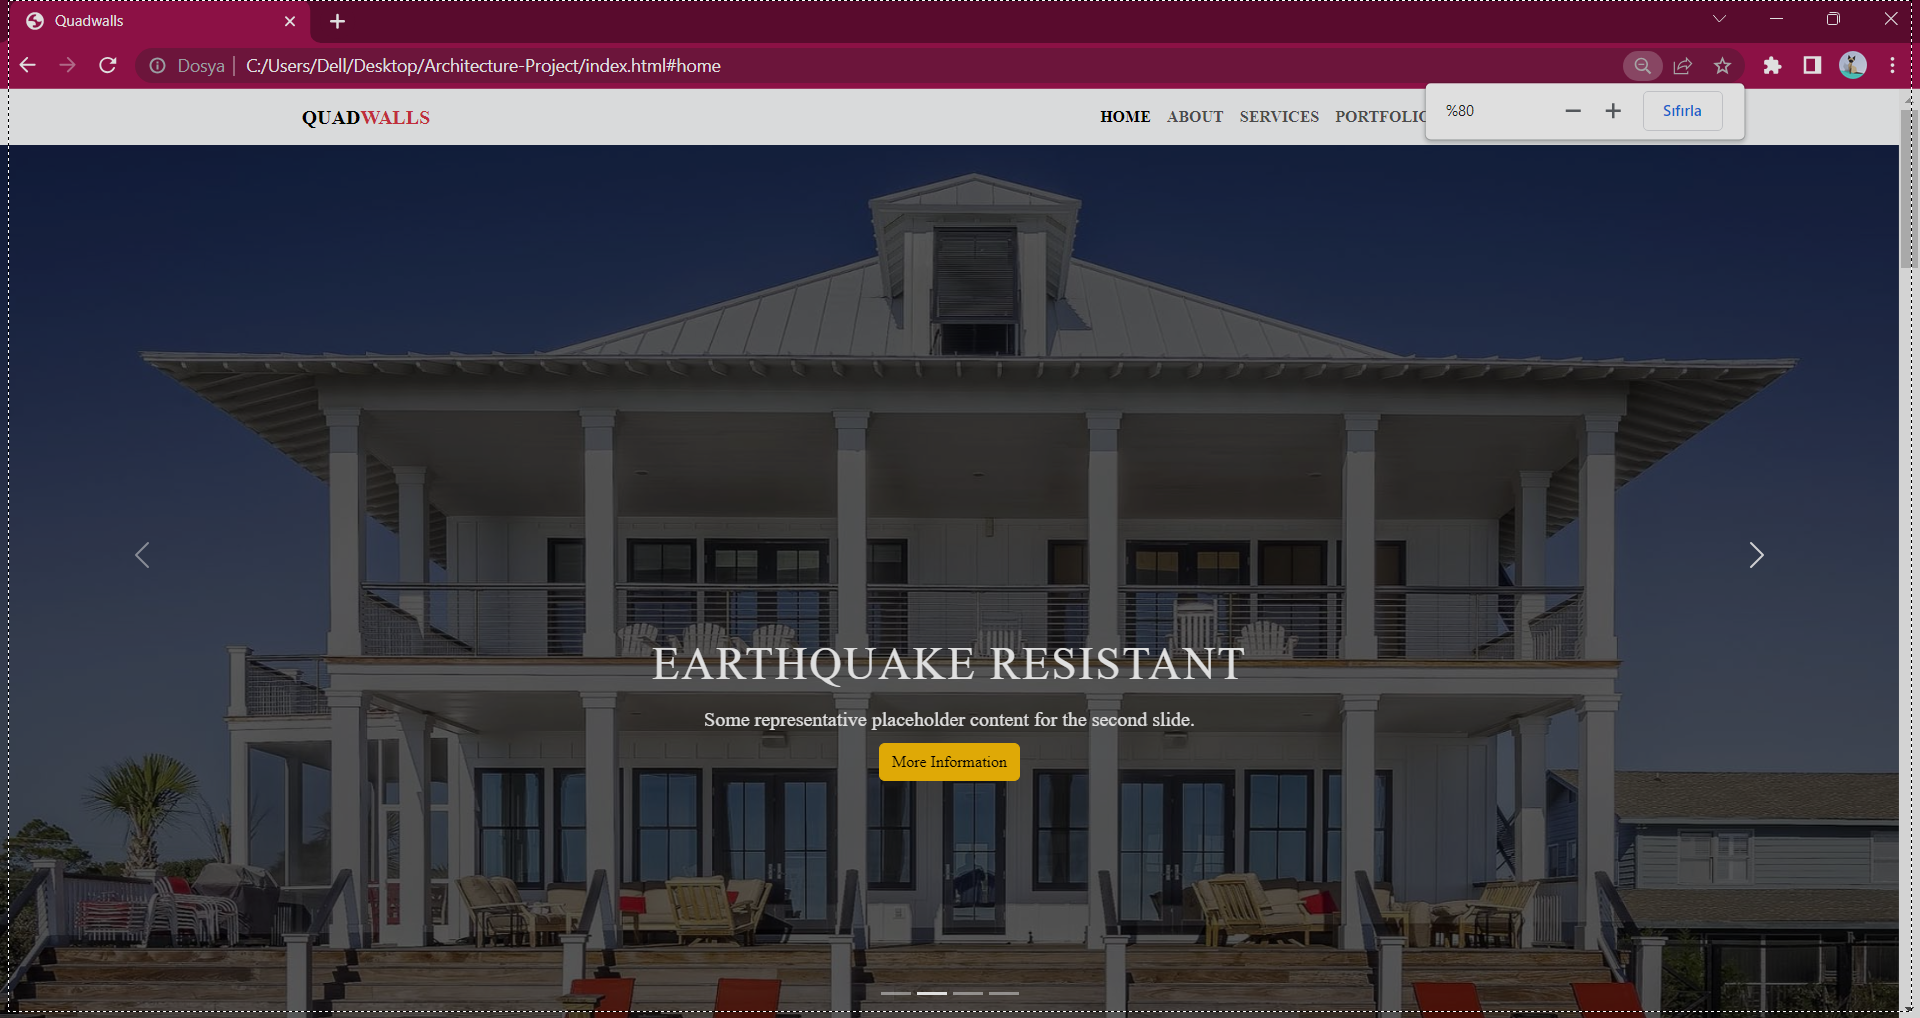 Quadwalls
Dosya C:/Users/Dell/Desktop/Architecture-Project/index.html#home
%80 Sıfırla
QUADWALLS HOME ABOUT SERVICES PORTFOLIO
EARTHQUAKE RESISTANT
Some representative placeholder content for the second slide.
More Information